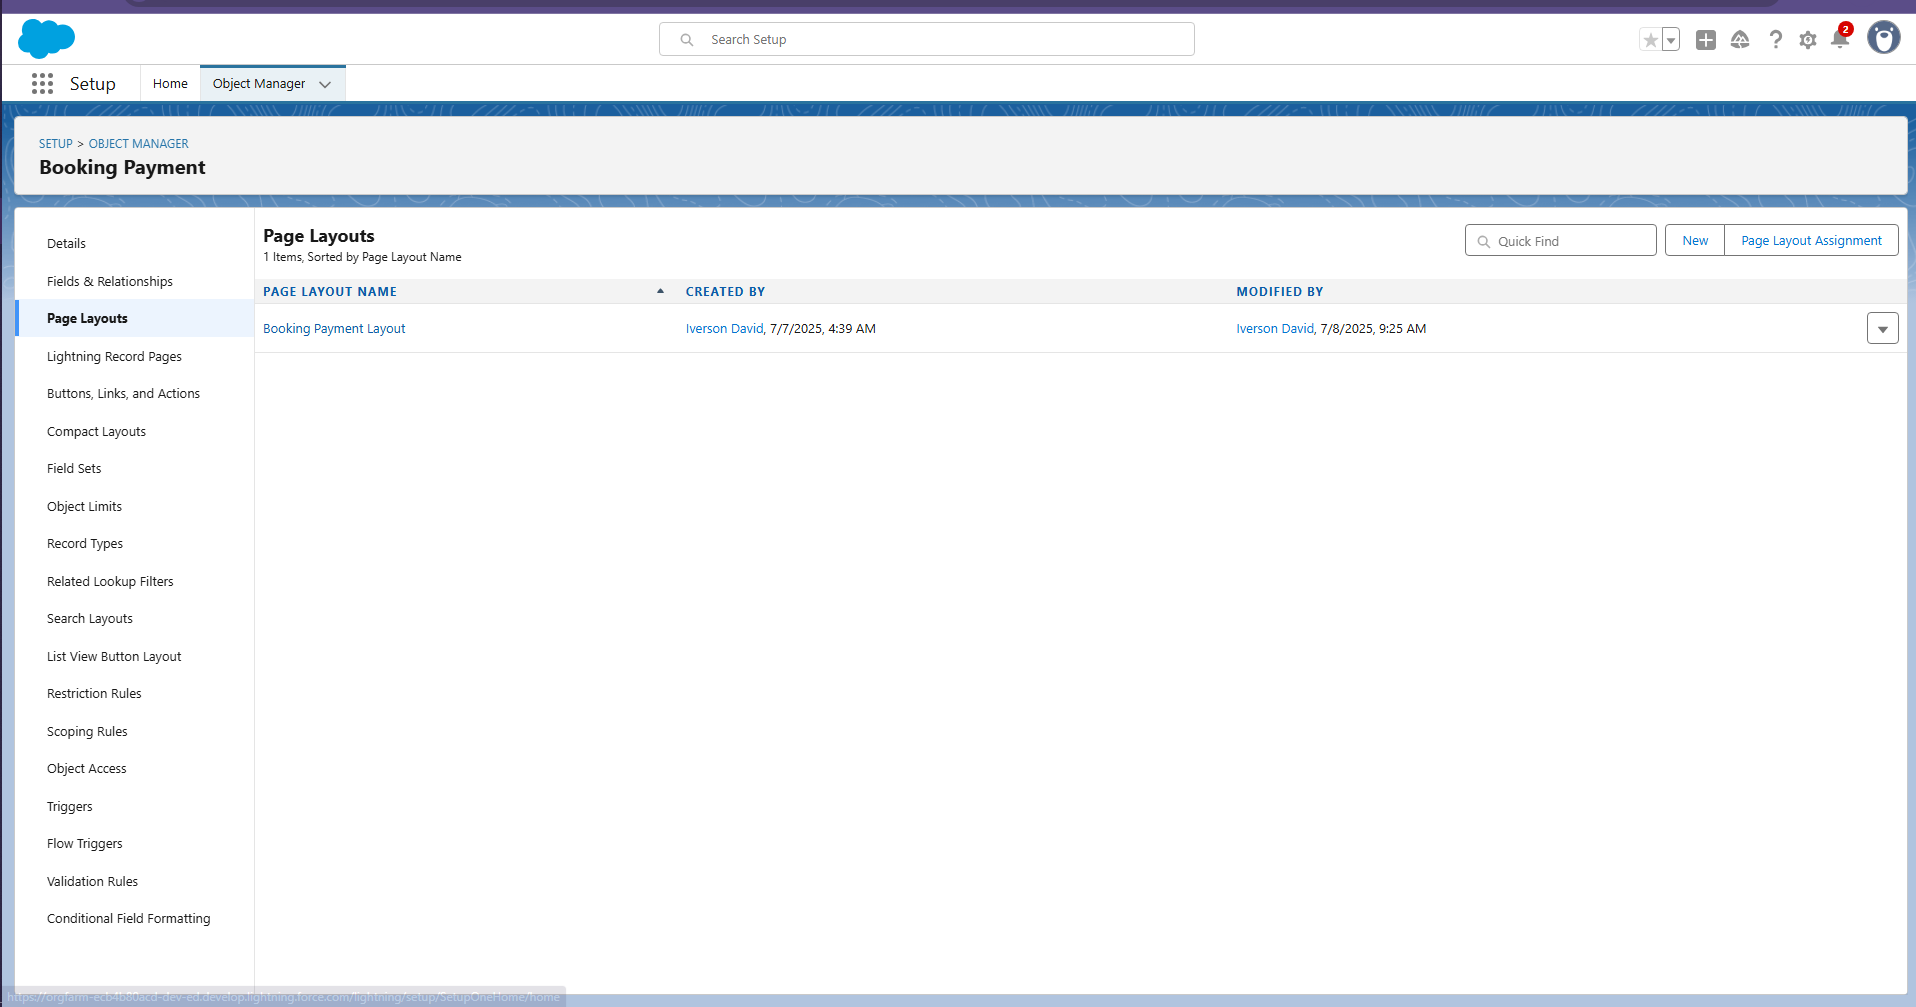 Search Setup
2
Setup
Home
Object Manager
SETUP > OBJECT MANAGER
Booking Payment
Details
Fields & Relationships
Page Layouts
Lightning Record Pages
Buttons, Links, and Actions
Compact Layouts
Field Sets
Object Limits
Record Types
Related Lookup Filters
Search Layouts
List View Button Layout
Restriction Rules
Scoping Rules
Object Access
Triggers
Flow Triggers
Validation Rules
Conditional Field Formatting
Page Layouts
1 Items, Sorted by Page Layout Name
Quick Find
New
Page Layout Assignment
PAGE LAYOUT NAME CREATED BY MODIFIED BY
Booking Payment Layout Iverson David, 7/7/2025, 4:39 AM Iverson David, 7/8/2025, 9:25 AM
https://orgfarm-ecb4b80acd-dev-ed.develop.lightning.force.com/lightning/setup/SetupOneHome/home